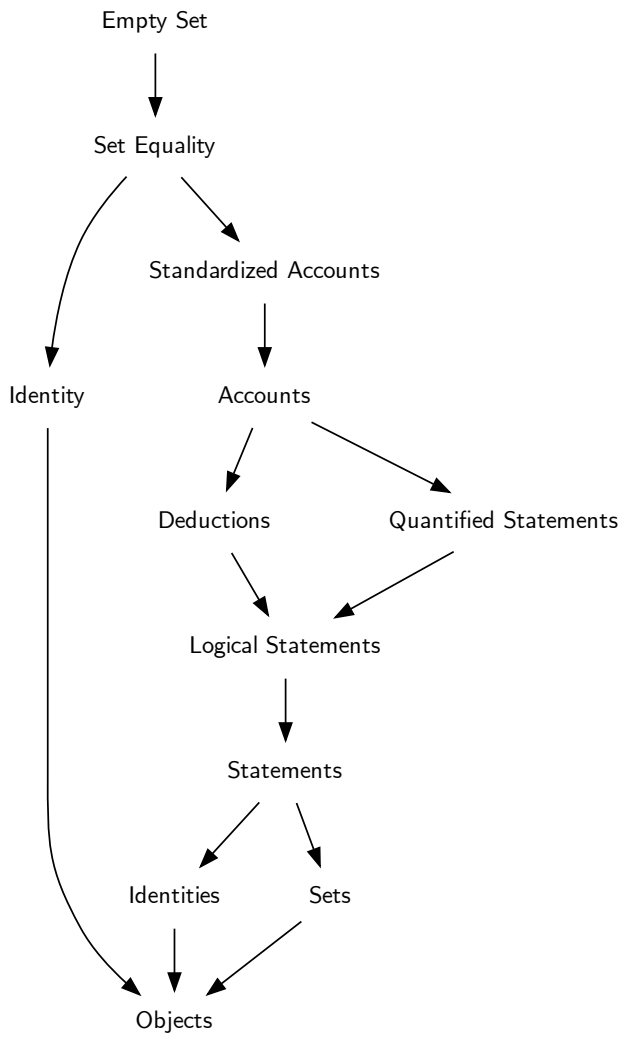 Empty Set
Set Equality
Standardized Accounts
Identity
Accounts
Deductions
Quantified Statements
Logical Statements
Statements
Identities
Sets
Objects